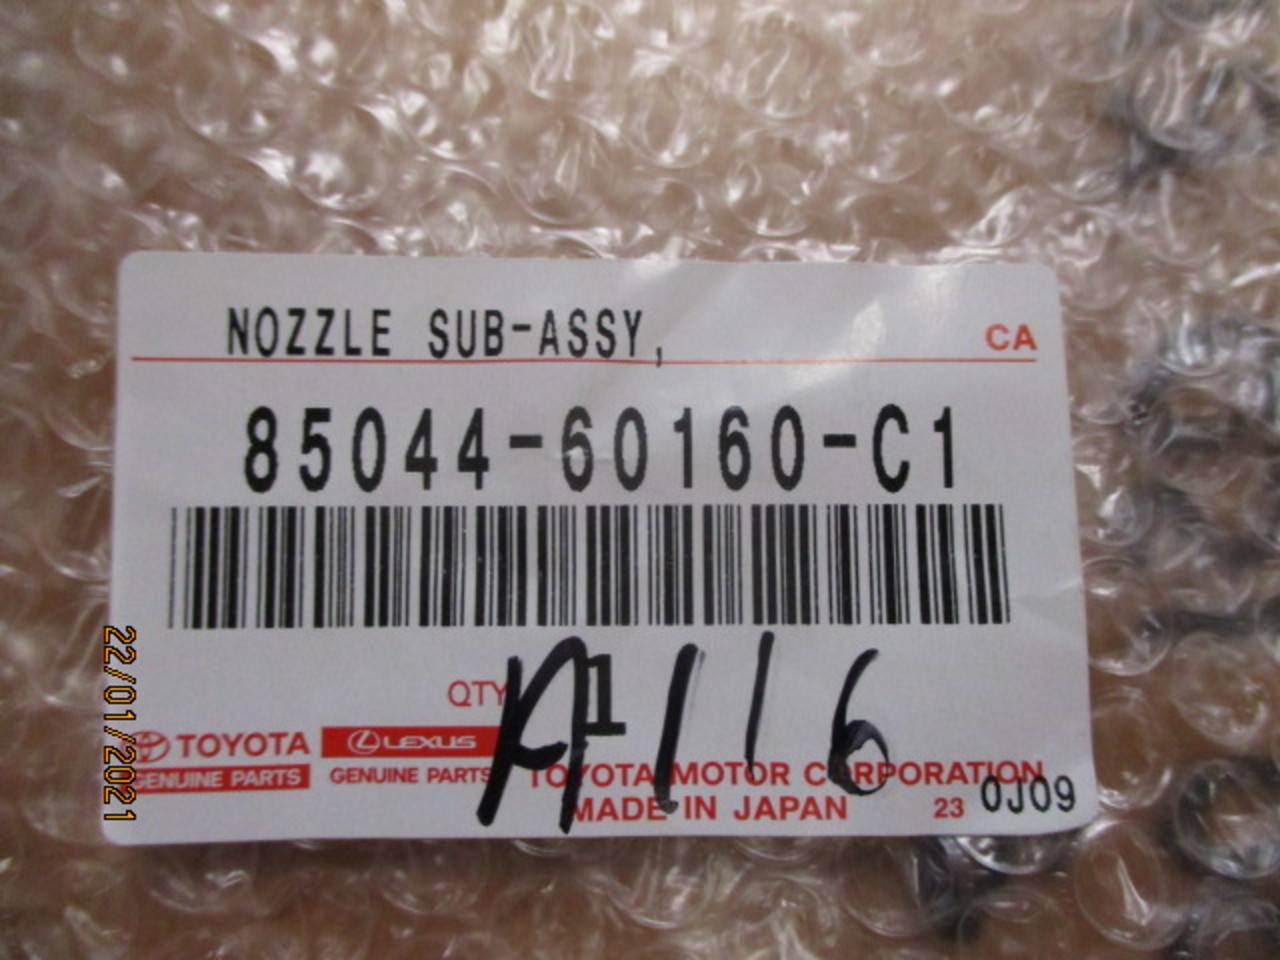 NOZZLE SUB-ASSY,
CA
85044-60160-C1
QTY 1
A116
TOYOTA
GENUINE PARTS
LEXUS
GENUINE PARTS
TOYOTA MOTOR CORPORATION
MADE IN JAPAN
23 0J09
22/01/2021